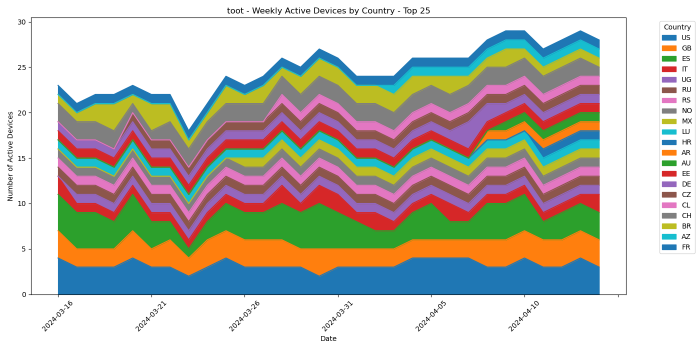 toot - Weekly Active Devices by Country - Top 25
Number of Active Devices
30
25
20
15
10
5
0
2024-03-16
2024-03-21
2024-03-26
2024-03-31
2024-04-05
2024-04-10
Date
Country
US
GB
ES
IT
UG
RU
RS
NO
MX
LU
HR
AR
AU
EE
DE
CZ
CL
CH
BR
AZ
FR